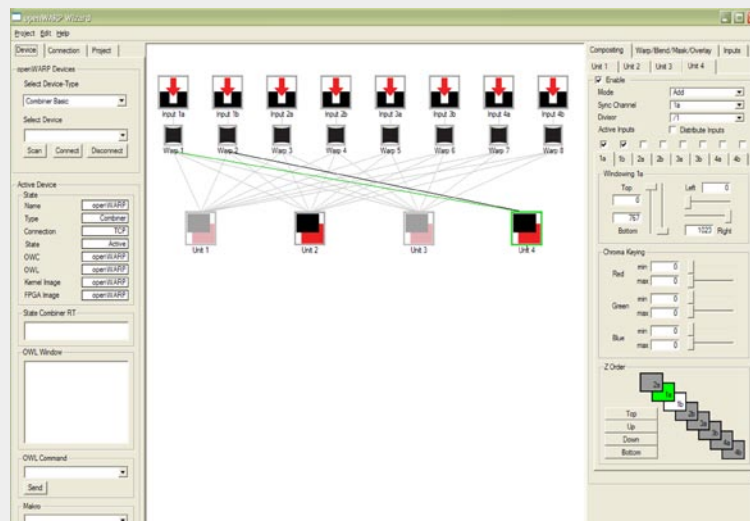 openWARP Wizard
Project Edit Help
Device Connection Project
openWARP Devices
Select Device-Type
Combiner Basic
Select Device
Scan Connect Disconnect
Active Device
State
Name openWARP
Type Combiner
Connection TCP
State Active
OWC openWARP
OWL openWARP
Kernel Image openWARP
FPGA Image openWARP
State Combiner RT
OWL Window
OWL Command
Send
Makro
Input 1a Input 1b Input 2a Input 2b Input 3a Input 3b Input 4a Input 4b
Warp 1 Warp 2 Warp 3 Warp 4 Warp 5 Warp 6 Warp 7 Warp 8
Unit 1 Unit 2 Unit 3 Unit 4
Compositing Warp/Blend/Mask/Overlay Inputs
Unit 1 Unit 2 Unit 3 Unit 4
Enable
Mode Add
Sync Channel 1a
Divisor /1
Active Inputs Distribute Inputs
1a 1b 2a 2b 3a 3b 4a 4b
Windowing 1a
Top Left 0
0
767
Bottom 1023 Right
Chroma Keying
Red min 0
max 0
Green min 0
max 0
Blue min 0
max 0
Z Order
1b
2b
3b
4a
4b
Top
Up
Down
Bottom